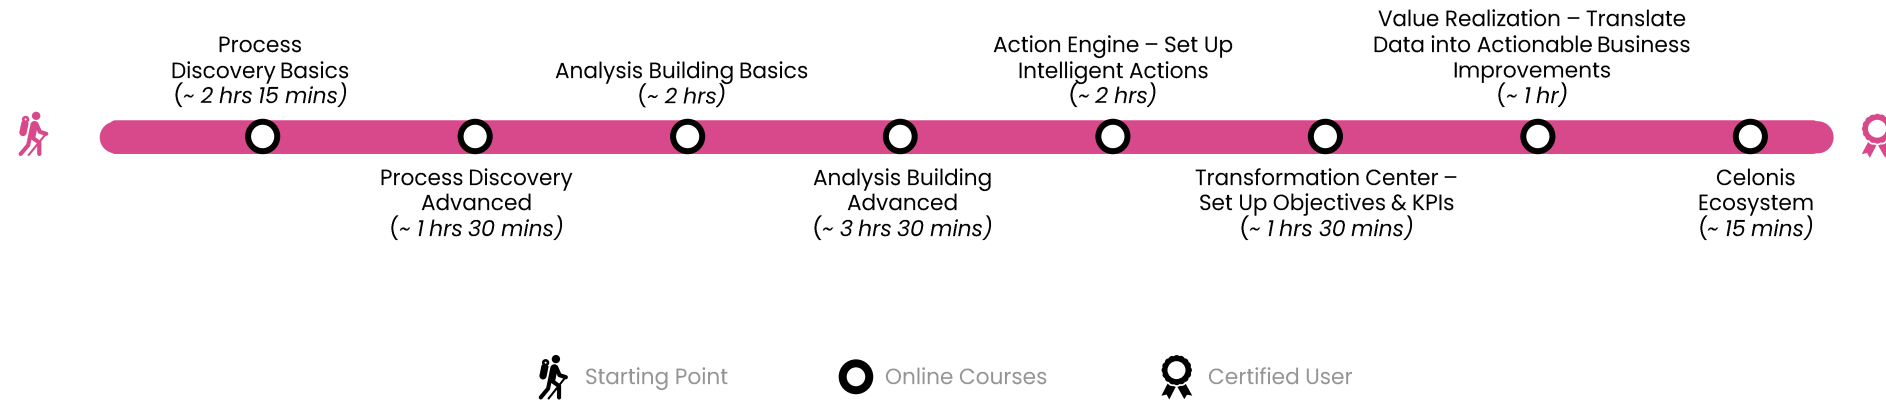 Process
Discovery Basics
(~ 2 hrs 15 mins)
Process Discovery
Advanced
(~ 1 hrs 30 mins)
Analysis Building Basics
(~ 2 hrs)
Analysis Building
Advanced
(~ 3 hrs 30 mins)
Action Engine – Set Up
Intelligent Actions
(~ 2 hrs)
Transformation Center –
Set Up Objectives & KPIs
(~ 1 hrs 30 mins)
Value Realization – Translate
Data into Actionable Business
Improvements
(~ 1 hr)
Celonis
Ecosystem
(~ 15 mins)
Starting Point
Online Courses
Certified User